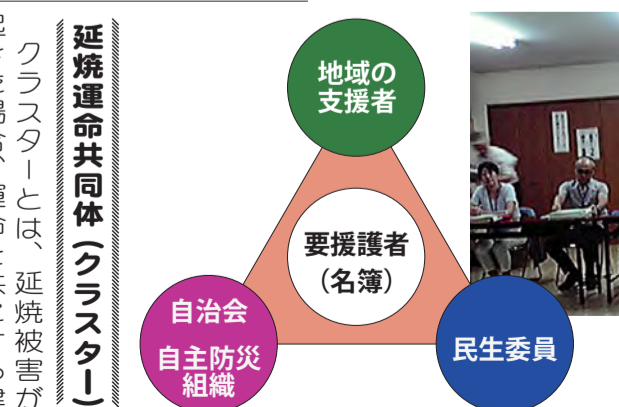 延焼運命共同体（クラスター）
クラスターとは、延焼被害が
地域の
支援者
要援護者
（名簿）
自治会
自主防災
組織
民生委員